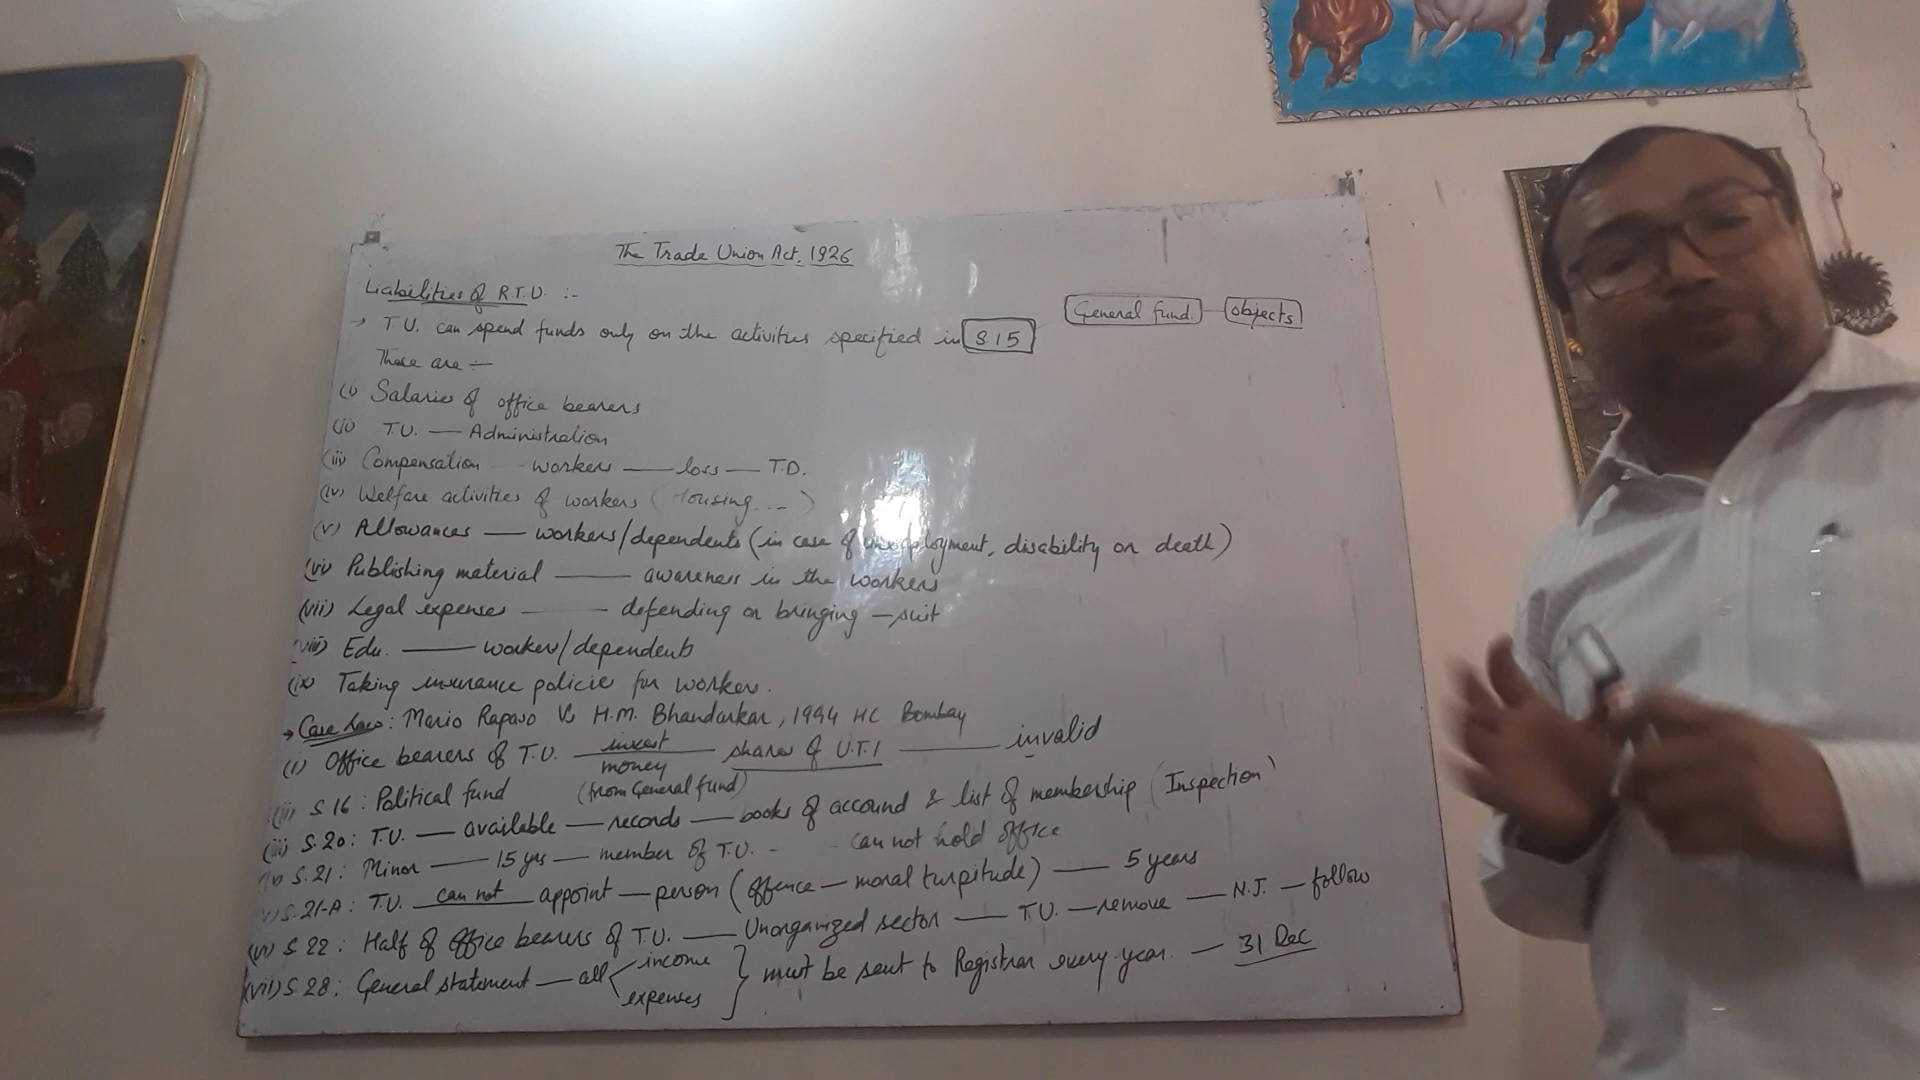 The Trade Union Act, 1926
Liabilities of R.T.U. :-
General fund — objects
→ T.U. can spend funds only on the activities specified in S.15
These are :-
(i) Salaries of office bearers
(ii) T.U. — Administration
(iii) Compensation workers — loss — T.D.
(iv) Welfare activities of workers (Housing...)
(v) Allowances — workers/dependents (in case of unemployment, disability or death)
(vi) Publishing material — awareness in the workers
(vii) Legal expenses — defending or bringing — suit
(viii) Edu. — worker/dependents
(ix) Taking insurance policies for workers.
→ Case Law: Mario Raposo Vs H.M. Bhandarkar, 1994 HC Bombay
(i) Office bearers of T.U. invest money (from General fund) shares of U.T.I — invalid
(ii) S.16: Political fund
(iii) S.20: T.U. — available — records — books of accound & list of membership (Inspection)
(iv) S.21: Minor — 15 yrs — member of T.U. - - can not hold office
(v) S.21-A: T.U. can not appoint — person (offence — moral turpitude) — 5 years
(vi) S.22: Half of office bearers of T.U. — Unorganized sector — T.U. — remove — N.J. — follow
(vii) S.28: General statement — all < income expenses } must be sent to Registrar every year. — 31 Dec